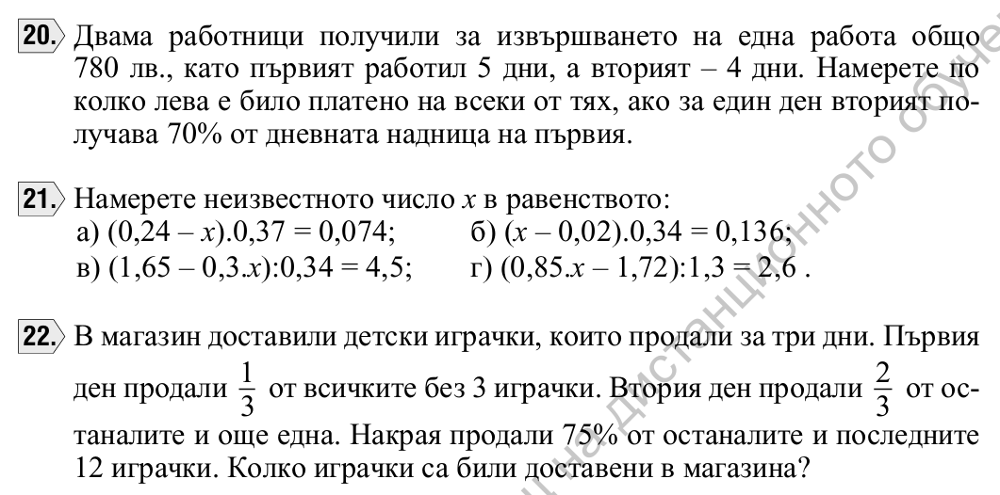 20. Двама работници получили за извършването на една работа общо
780 лв., като първият работил 5 дни, а вторият – 4 дни. Намерете по
колко лева е било платено на всеки от тях, ако за един ден вторият по-
лучава 70% от дневната надница на първия.
21. Намерете неизвестното число x в равенството:
а) (0,24 – x).0,37 = 0,074; б) (x – 0,02).0,34 = 0,136;
в) (1,65 – 0,3.x):0,34 = 4,5; г) (0,85.x – 1,72):1,3 = 2,6 .
22. В магазин доставили детски играчки, които продали за три дни. Първия
ден продали 1/3 от всичките без 3 играчки. Втория ден продали 2/3 от ос-
таналите и още една. Накрая продали 75% от останалите и последните
12 играчки. Колко играчки са били доставени в магазина?
на дистанционното